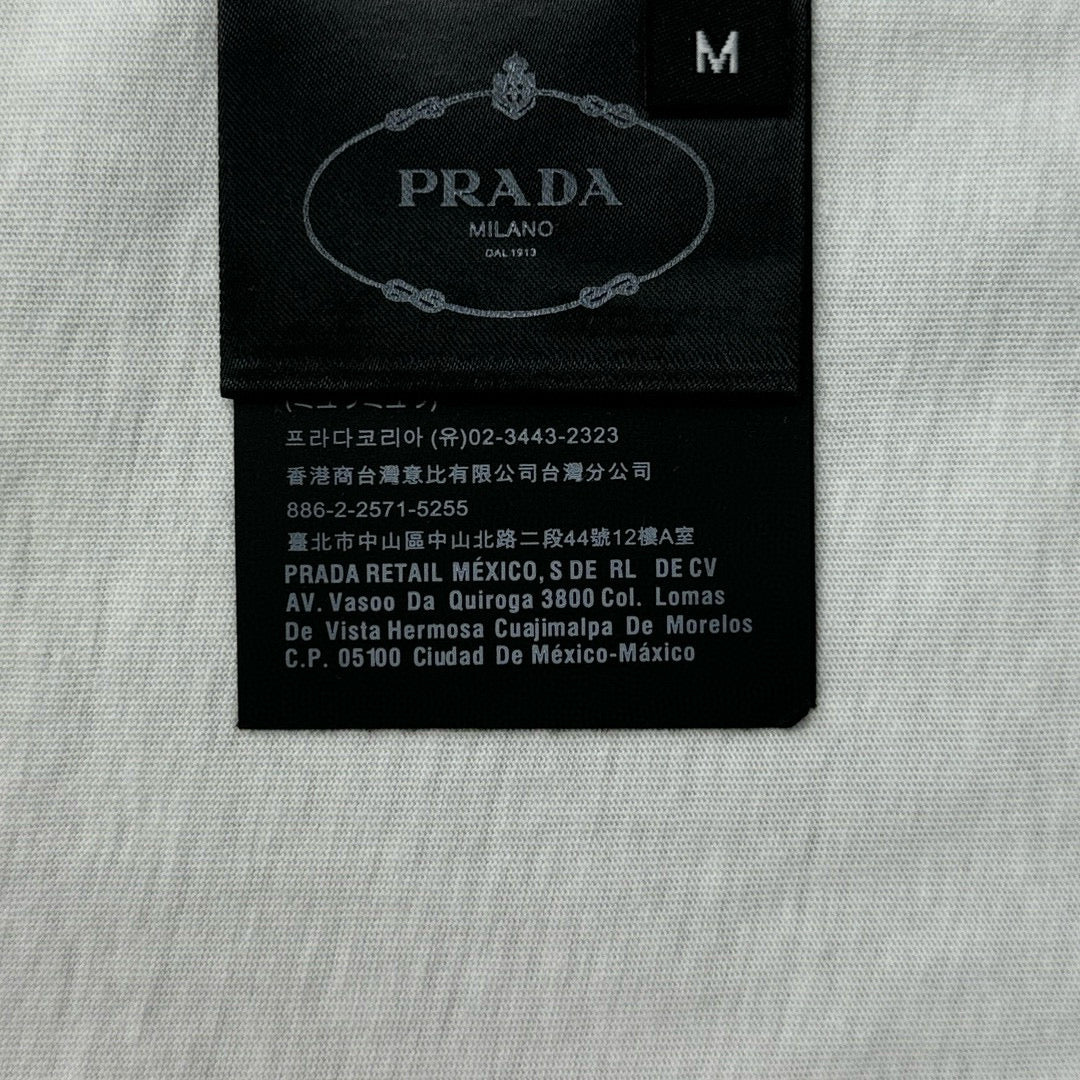 M
PRADA
MILANO
DAL 1913
프라다코리아 (유)02-3443-2323
香港商台灣意比有限公司台灣分公司
886-2-2571-5255
臺北市中山區中山北路二段44號12樓A室
PRADA RETAIL MÉXICO, S DE RL DE CV
AV. Vasoo Da Quiroga 3800 Col. Lomas
De Vista Hermosa Cuajimalpa De Morelos
C.P. 05100 Ciudad De México-Máxico